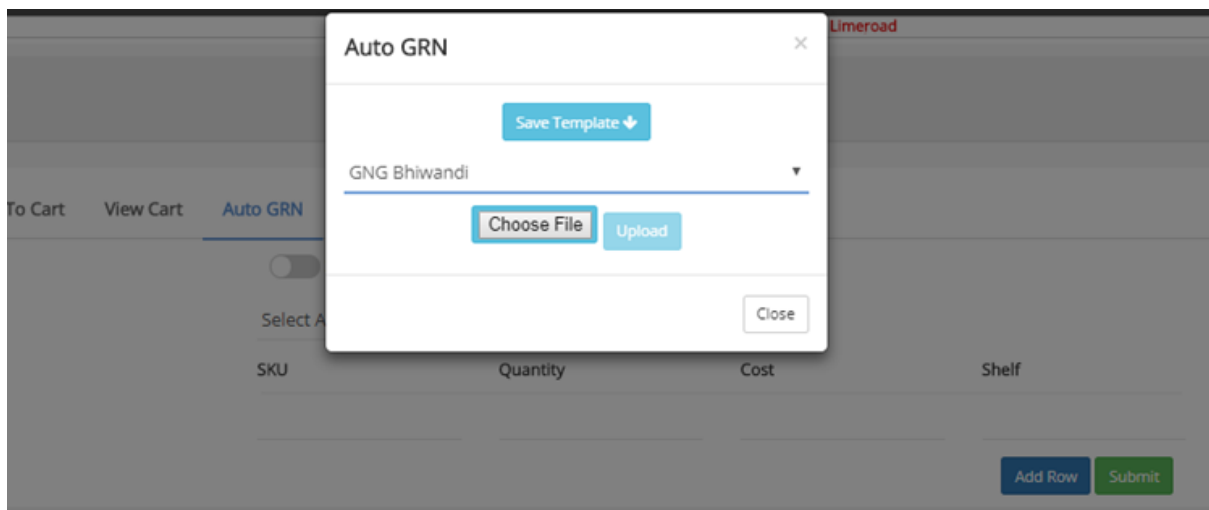 Limeroad
Auto GRN ×
Save Template
GNG Bhiwandi
To Cart View Cart Auto GRN
Choose File Upload
Select A
Close
SKU Quantity Cost Shelf
Add Row Submit